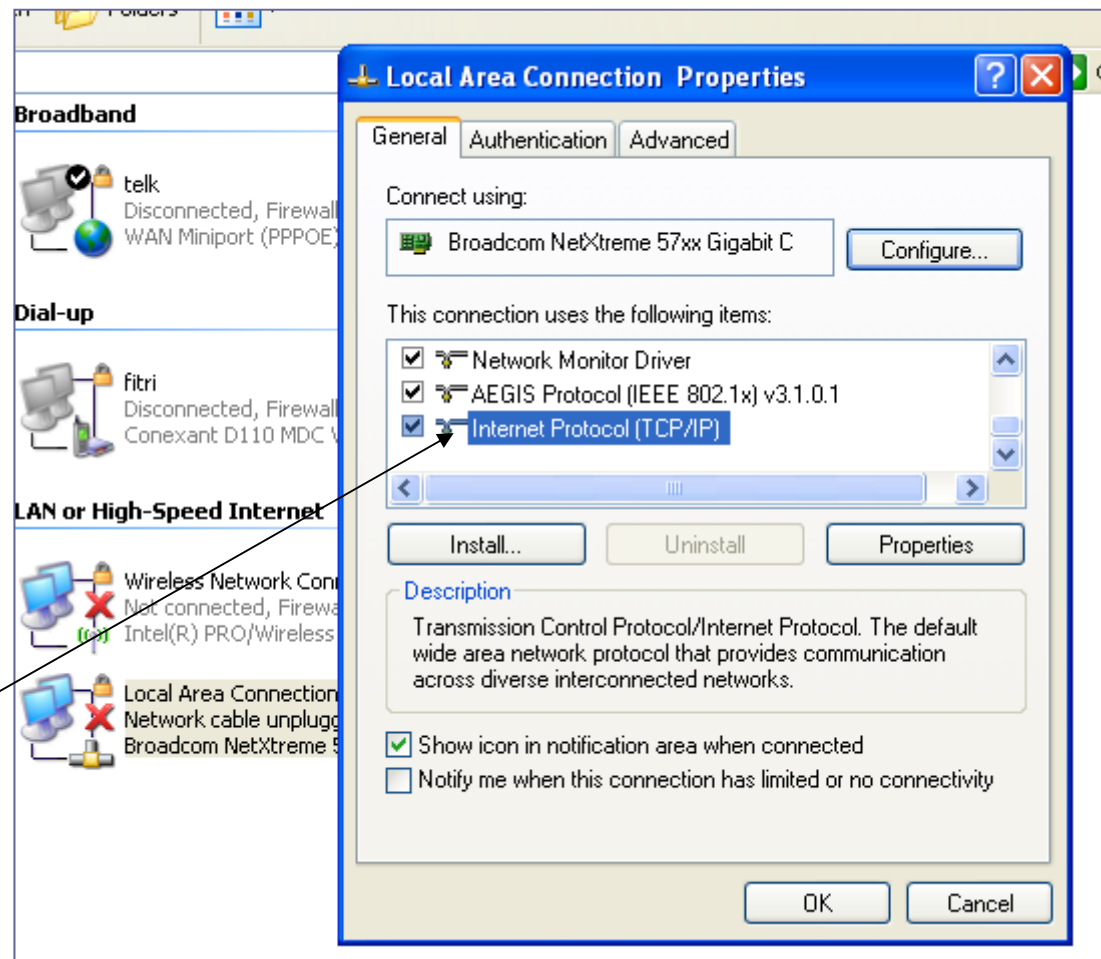 Folders
Broadband
telk
Disconnected, Firewall
WAN Miniport (PPPOE)
Dial-up
fitri
Disconnected, Firewall
Conexant D110 MDC
LAN or High-Speed Internet
Wireless Network Conn
Not connected, Firewa
Intel(R) PRO/Wireless
Local Area Connection
Network cable unplugg
Broadcom NetXtreme 5
Local Area Connection Properties
General
Authentication
Advanced
Connect using:
Broadcom NetXtreme 57xx Gigabit C
Configure...
This connection uses the following items:
Network Monitor Driver
AEGIS Protocol (IEEE 802.1x) v3.1.0.1
Internet Protocol (TCP/IP)
Install...
Uninstall
Properties
Description
Transmission Control Protocol/Internet Protocol. The default
wide area network protocol that provides communication
across diverse interconnected networks.
Show icon in notification area when connected
Notify me when this connection has limited or no connectivity
OK
Cancel